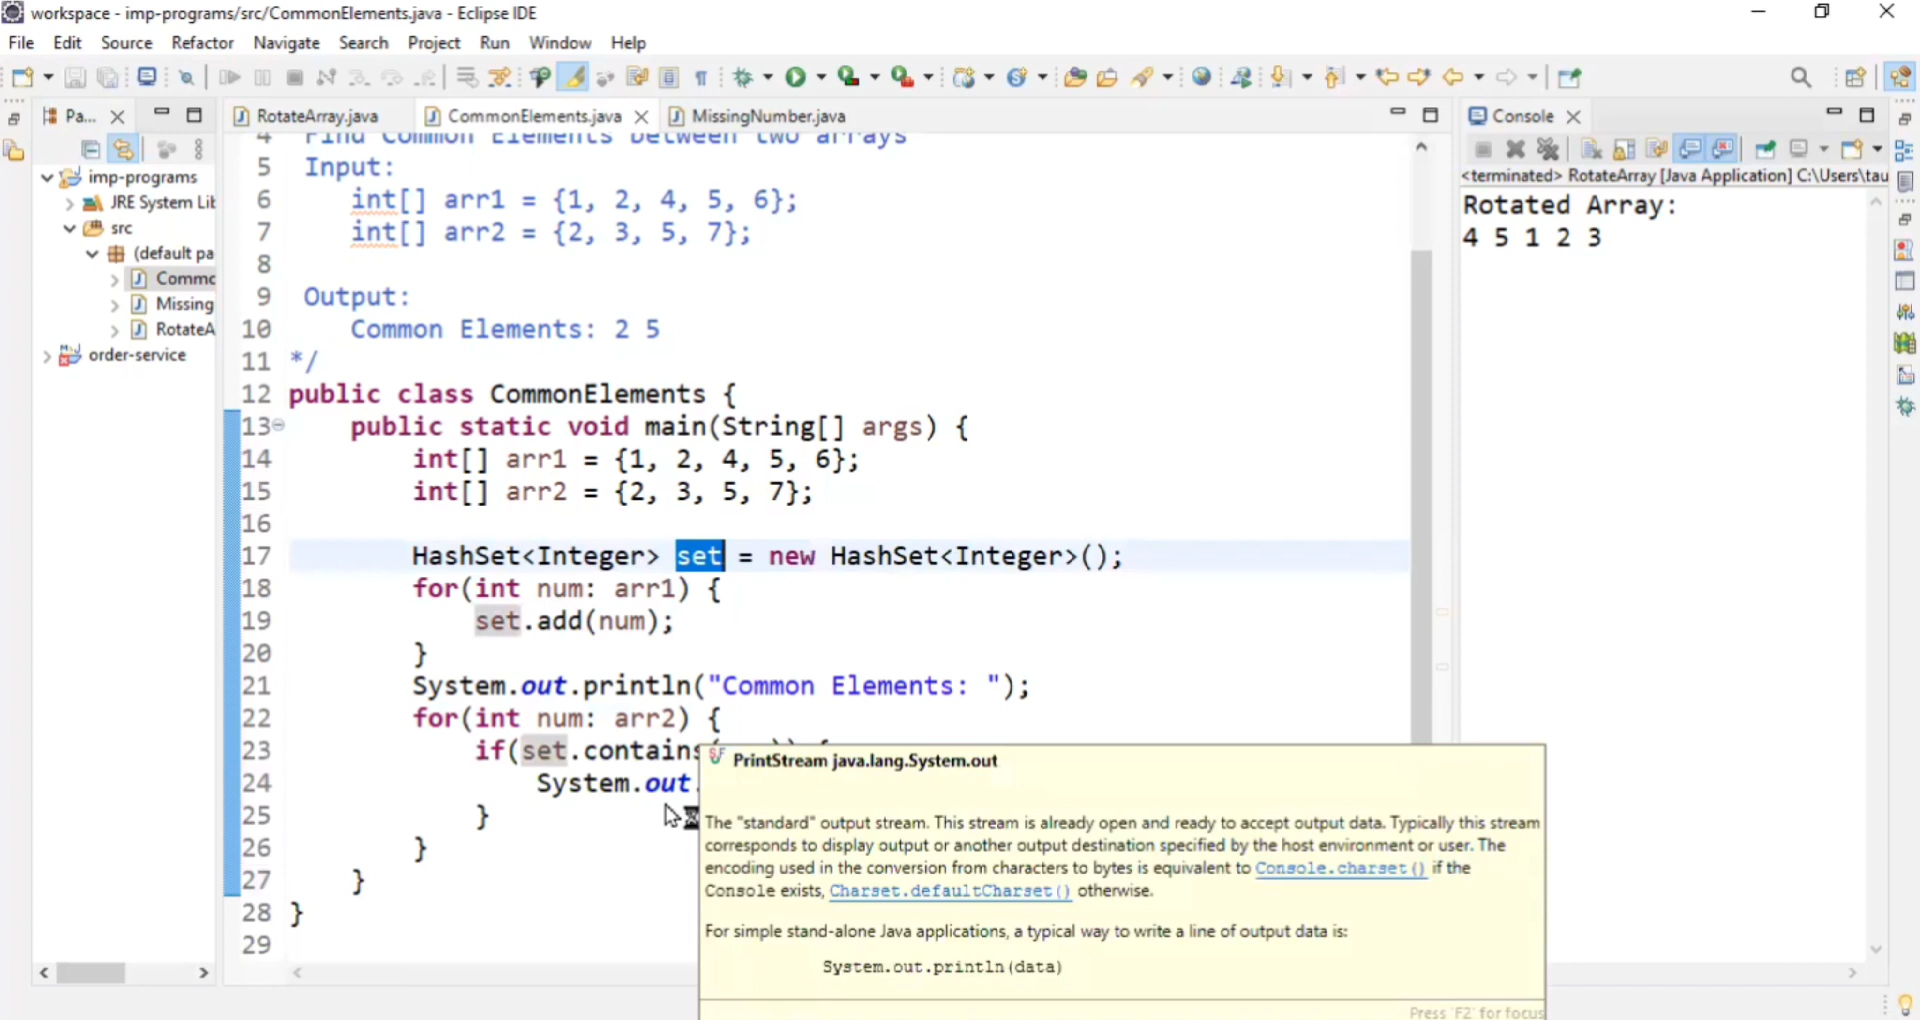 workspace - imp-programs/src/CommonElements.java - Eclipse IDE
File Edit Source Refactor Navigate Search Project Run Window Help
Pa...
imp-programs
JRE System Lib
src
(default pa
Commo
Missing
RotateA
order-service
RotateArray.java CommonElements.java MissingNumber.java
4 Find Common Elements between two arrays
5 Input:
6 int[] arr1 = {1, 2, 4, 5, 6};
7 int[] arr2 = {2, 3, 5, 7};
8
9 Output:
10 Common Elements: 2 5
11 */
12 public class CommonElements {
13 public static void main(String[] args) {
14 int[] arr1 = {1, 2, 4, 5, 6};
15 int[] arr2 = {2, 3, 5, 7};
16
17 HashSet<Integer> set = new HashSet<Integer>();
18 for(int num: arr1) {
19 set.add(num);
20 }
21 System.out.println("Common Elements: ");
22 for(int num: arr2) {
23 if(set.contains
24 System.out.
25 }
26 }
27 }
28 }
29
PrintStream java.lang.System.out
The "standard" output stream. This stream is already open and ready to accept output data. Typically this stream
corresponds to display output or another output destination specified by the host environment or user. The
encoding used in the conversion from characters to bytes is equivalent to Console.charset() if the
Console exists, Charset.defaultCharset() otherwise.
For simple stand-alone Java applications, a typical way to write a line of output data is:
System.out.println(data)
Press 'F2' for focus
Console
<terminated> RotateArray [Java Application] C:\Users\tau
Rotated Array:
4 5 1 2 3